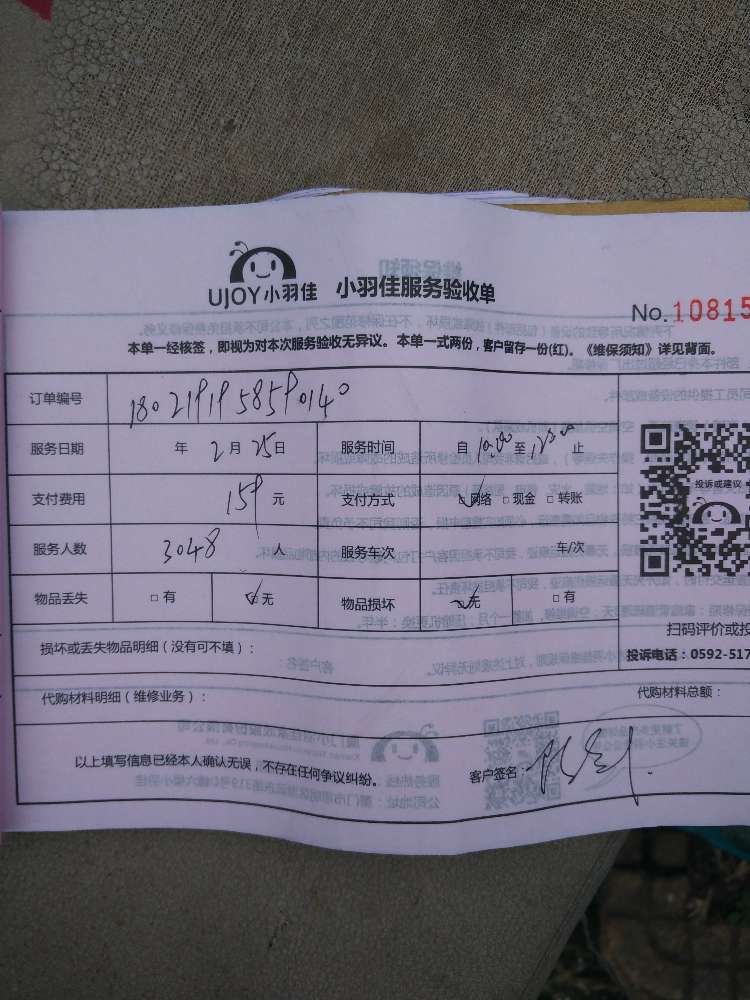 UJOY小羽佳 小羽佳服务验收单
No.10815
本单一经核签，即视为对本次服务验收无异议。本单一式两份，客户留存一份(红)。《维保须知》详见背面。
订单编号
服务日期 年 2月25日 服务时间 自10:00至 止
支付费用 159元 支付方式 网络 □现金 □转账
服务人数 3048 人 服务车次 车/次
物品丢失 □有 无 物品损坏 无 □有
投诉或建议
扫码评价或投
损坏或丢失物品明细（没有可不填）：
投诉电话：0592-517
代购材料明细（维修业务）： 代购材料总额：
以上填写信息已经本人确认无误，不存在任何争议纠纷。 客户签名：